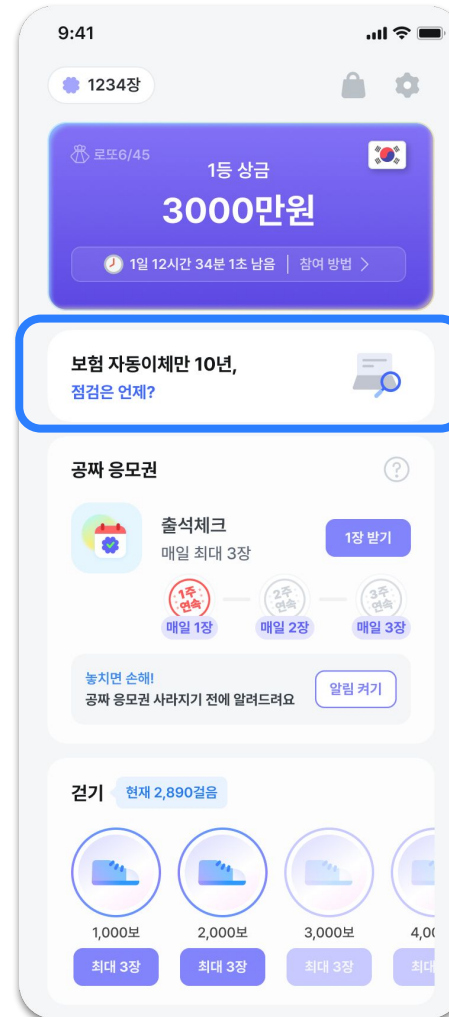 9:41
1234장
로또6/45
1등 상금
3000만원
1일 12시간 34분 1초 남음 | 참여 방법 >
보험 자동이체만 10년,
점검은 언제?
공짜 응모권
?
출석체크
매일 최대 3장
1장 받기
1주 연속
2주 연속
3주 연속
매일 1장
매일 2장
매일 3장
놓치면 손해!
공짜 응모권 사라지기 전에 알려드려요
알림 켜기
걷기
현재 2,890걸음
1,000보
2,000보
3,000보
4,00
최대 3장
최대 3장
최대 3장
최대